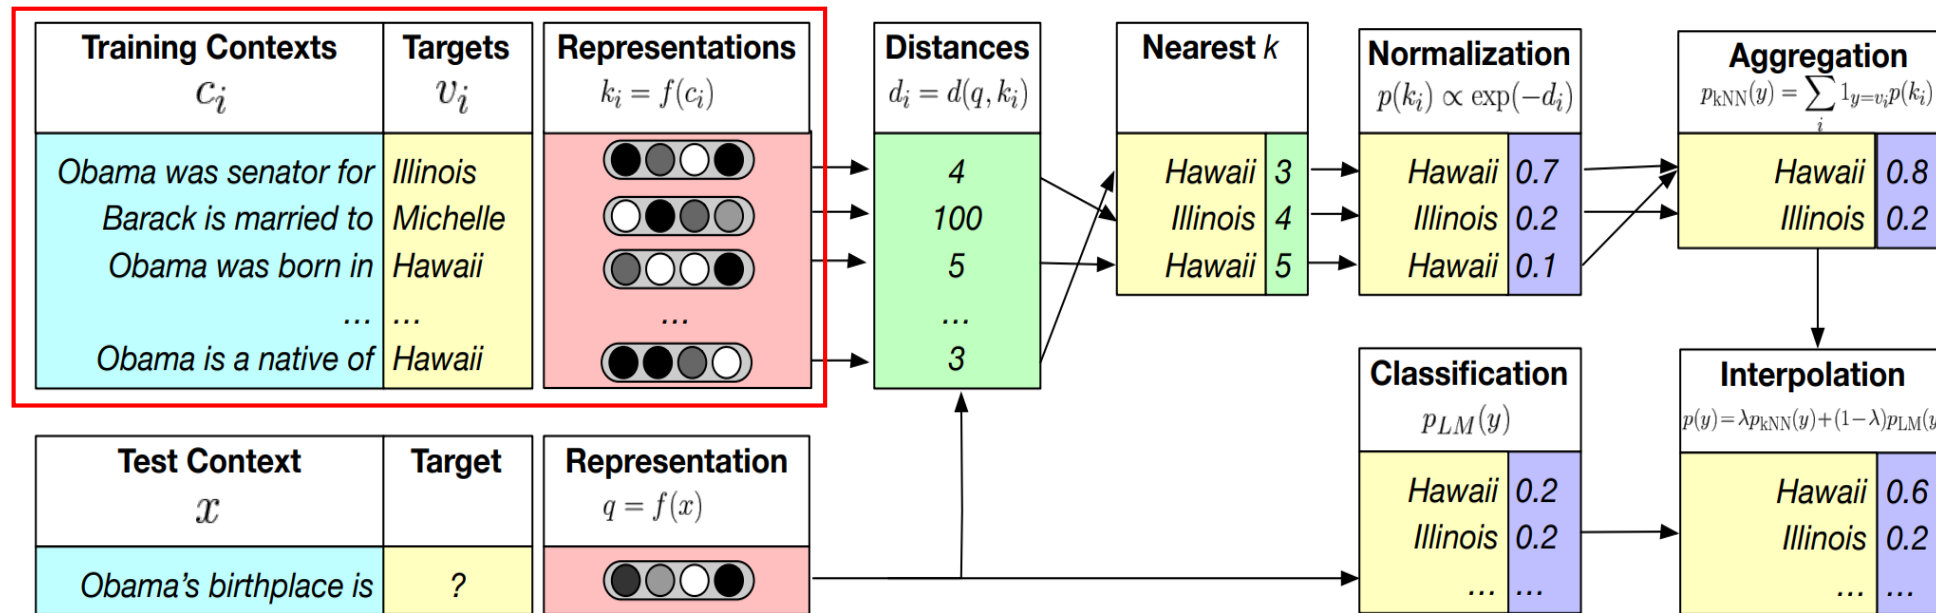 Training Contexts Targets Representations Distances Nearest k Normalization Aggregation
c_i v_i k_i = f(c_i) d_i = d(q, k_i) p(k_i) ∝ exp(−d_i) p_kNN(y) = ∑_i 1_{y=v_i} p(k_i)
Obama was senator for Illinois 4 Hawaii 3 Hawaii 0.7 Hawaii 0.8
Barack is married to Michelle 100 Illinois 4 Illinois 0.2 Illinois 0.2
Obama was born in Hawaii 5 Hawaii 5 Hawaii 0.1
... ... ... ...
Obama is a native of Hawaii 3
Classification Interpolation
p_LM(y) p(y) = λp_kNN(y) + (1−λ)p_LM(y
Test Context Target Representation
x q = f(x)
Hawaii 0.2 Hawaii 0.6
Illinois 0.2 Illinois 0.2
... ... ... ...
Obama's birthplace is ?